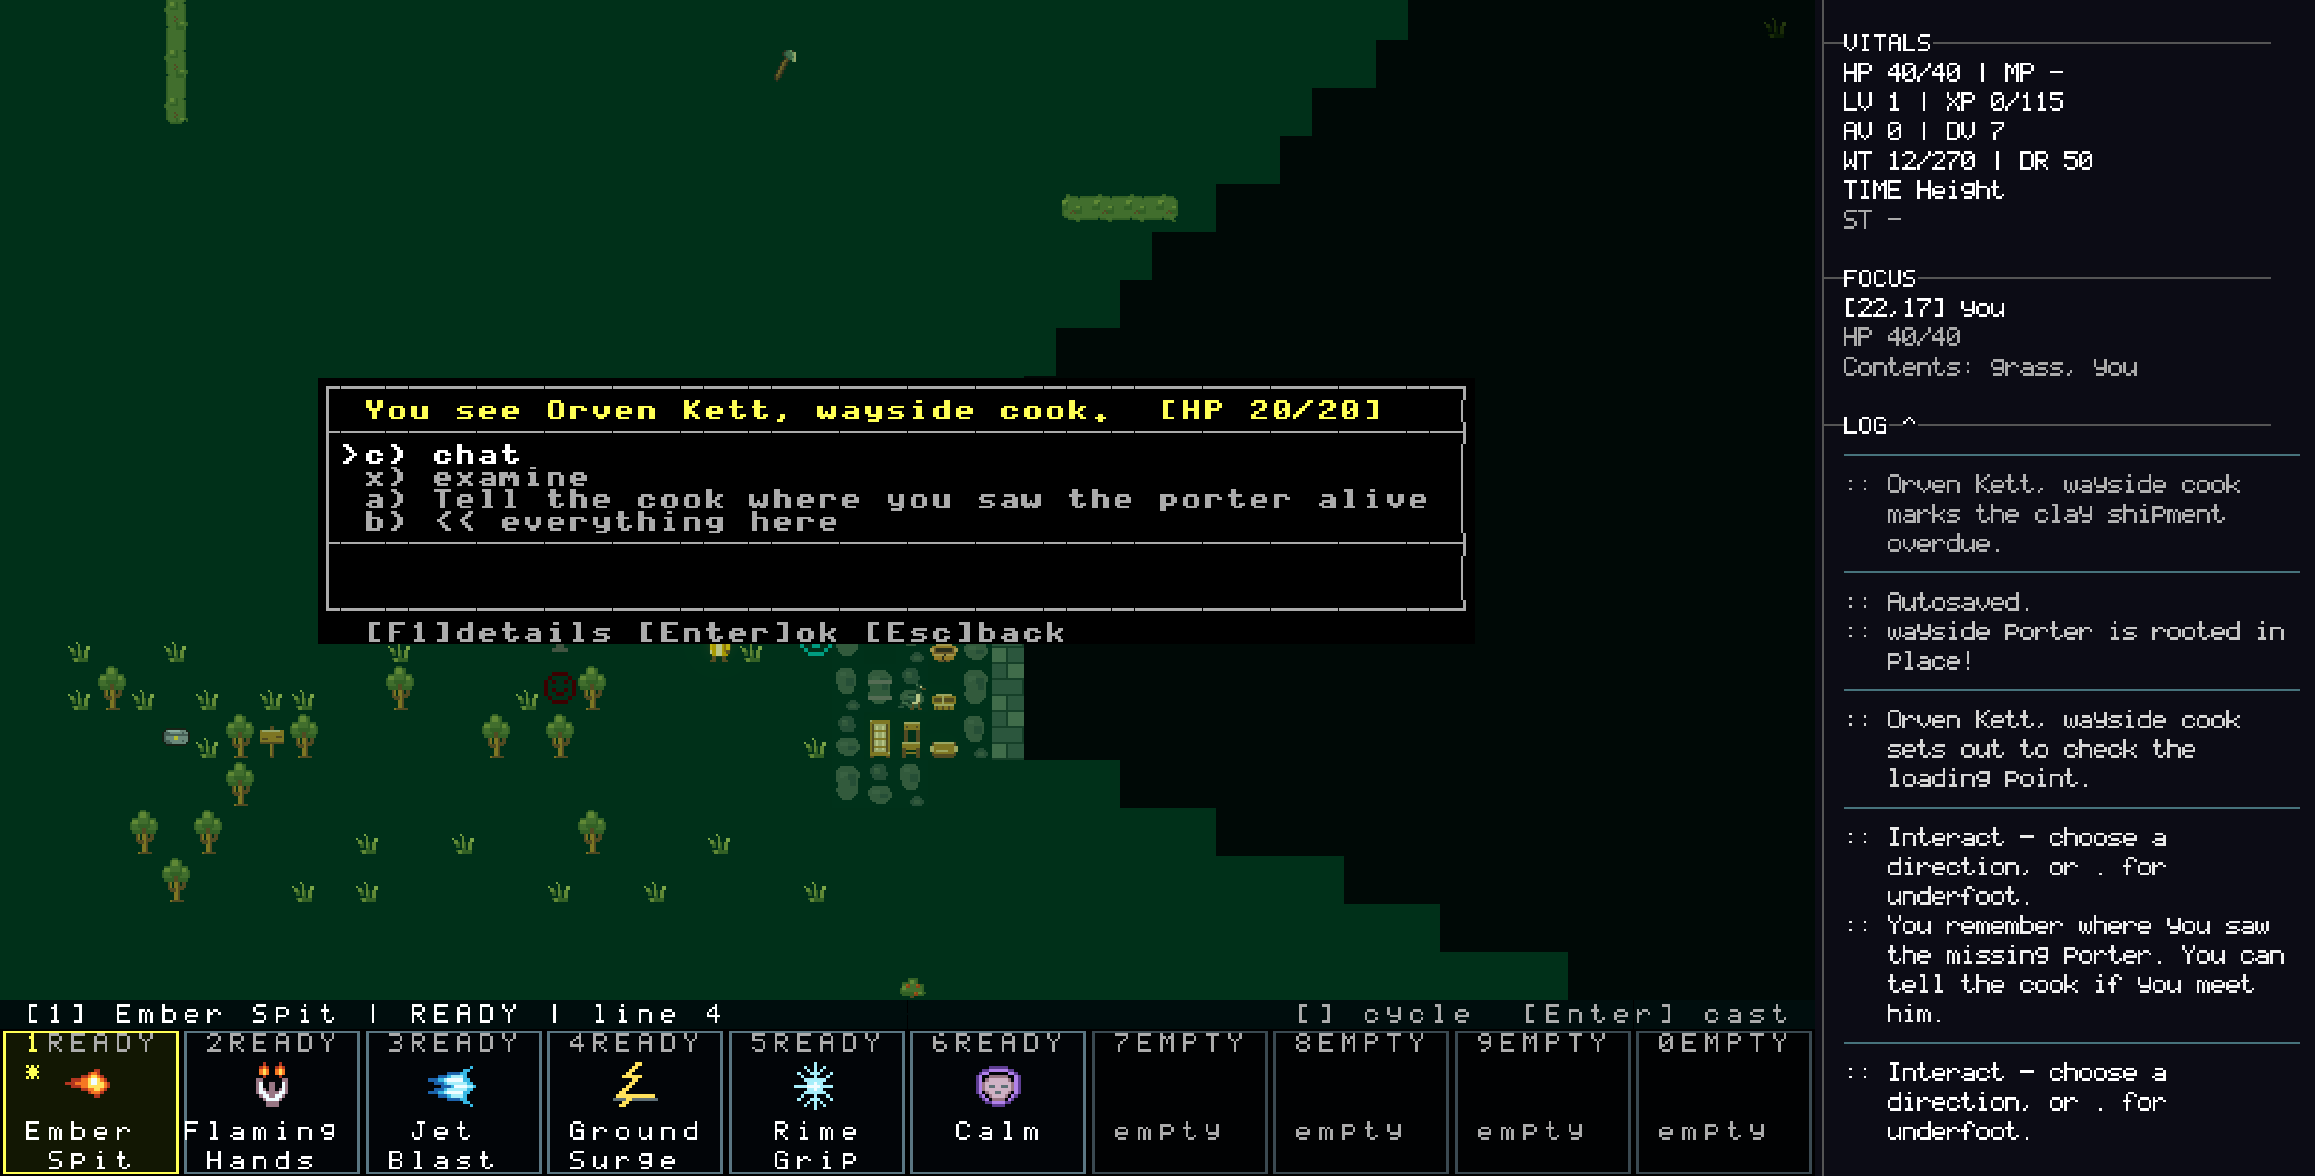 You see Orven Kett, wayside cook. [HP 20/20]
>c) chat
x) examine
a) Tell the cook where you saw the porter alive
b) << everything here
[F1]details [Enter]ok [Esc]back
[1] Ember Spit | READY | line 4
[] cycle [Enter] cast
1READY
*
Ember
Spit
2READY
Flaming
Hands
3READY
Jet
Blast
4READY
Ground
Surge
5READY
Rime
Grip
6READY
Calm
7EMPTY
empty
8EMPTY
empty
9EMPTY
empty
0EMPTY
empty
VITALS
HP 40/40 | MP -
LV 1 | XP 0/115
AV 0 | DV 7
WT 12/270 | DR 50
TIME Height
ST -
FOCUS
[22,17] You
HP 40/40
Contents: grass, You
LOG ^
:: Orven Kett, wayside cook
marks the clay shipment
overdue.
:: Autosaved.
:: wayside porter is rooted in
place!
:: Orven Kett, wayside cook
sets out to check the
loading point.
:: Interact - choose a
direction, or . for
underfoot.
:: You remember where you saw
the missing porter. You can
tell the cook if you meet
him.
:: Interact - choose a
direction, or . for
underfoot.